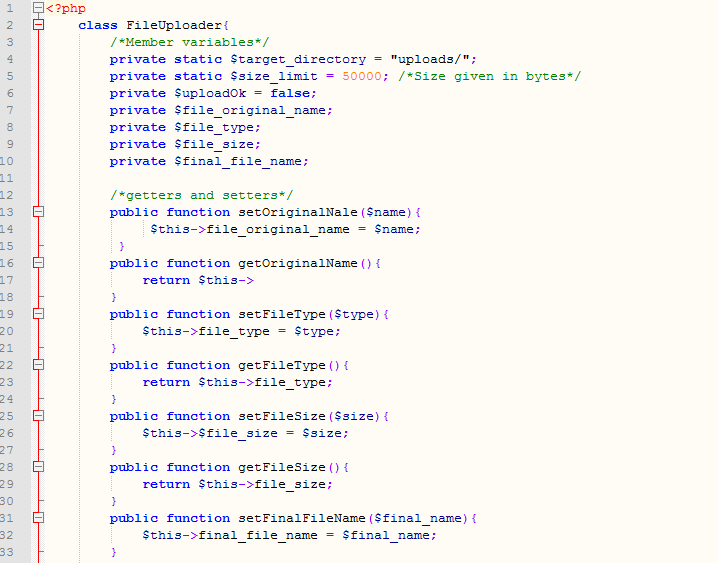 1 <?php
2 class FileUploader{
3 /*Member variables*/
4 private static $target_directory = "uploads/";
5 private static $size_limit = 50000; /*Size given in bytes*/
6 private $uploadOk = false;
7 private $file_original_name;
8 private $file_type;
9 private $file_size;
10 private $final_file_name;
11
12 /*getters and setters*/
13 public function setOriginalNale($name){
14 $this->file_original_name = $name;
15 }
16 public function getOriginalName(){
17 return $this->
18 }
19 public function setFileType($type){
20 $this->file_type = $type;
21 }
22 public function getFileType(){
23 return $this->file_type;
24 }
25 public function setFileSize($size){
26 $this->$file_size = $size;
27 }
28 public function getFileSize(){
29 return $this->file_size;
30 }
31 public function setFinalFileName($final_name){
32 $this->final_file_name = $final_name;
33 }